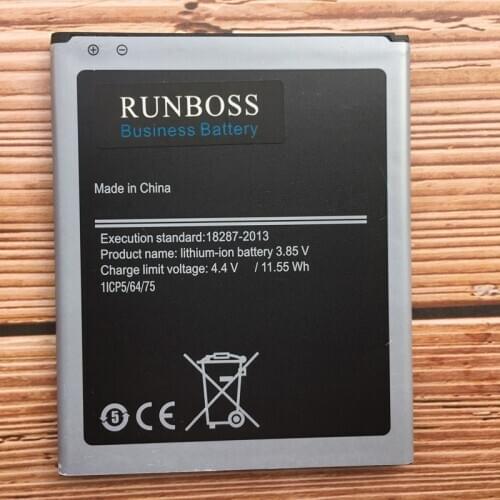 RUNBOSS
Business Battery
Made in China
Execution standard:18287-2013
Product name: lithium-ion battery 3.85 V
Charge limit voltage: 4.4 V / 11.55 Wh
1ICP5/64/75
5 CE